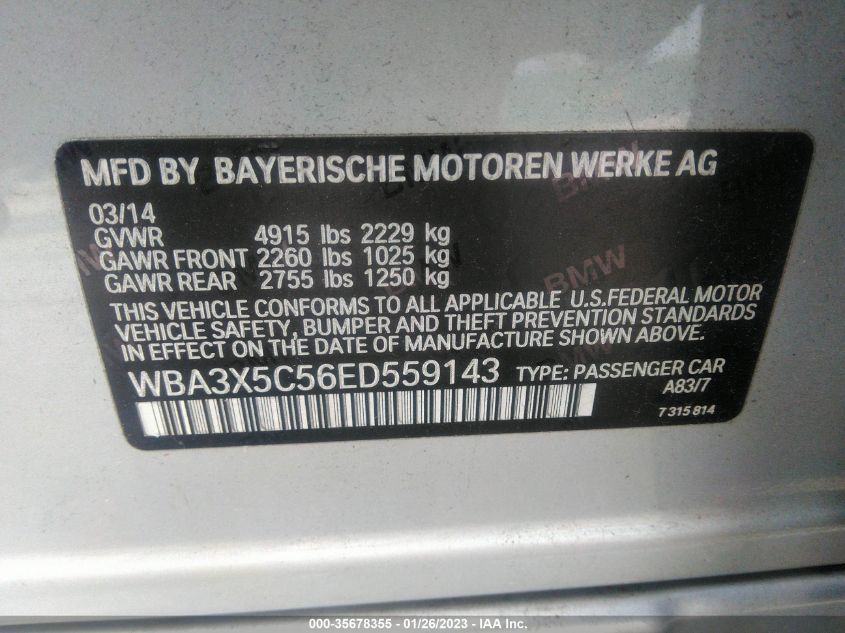 MFD BY BAYERISCHE MOTOREN WERKE AG
03/14
GVWR 4915 lbs 2229 kg
GAWR FRONT 2260 lbs 1025 kg
GAWR REAR 2755 lbs 1250 kg
THIS VEHICLE CONFORMS TO ALL APPLICABLE U.S.FEDERAL MOTOR
VEHICLE SAFETY, BUMPER AND THEFT PREVENTION STANDARDS
IN EFFECT ON THE DATE OF MANUFACTURE SHOWN ABOVE.
WBA3X5C56ED559143 TYPE: PASSENGER CAR
A83/7
7 315 814
BMW
000-35678355 - 01/26/2023 - IAA Inc.